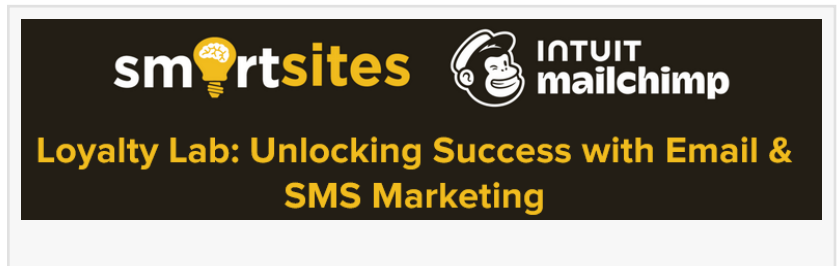 smartsites INTUIT
mailchimp
Loyalty Lab: Unlocking Success with Email &
SMS Marketing